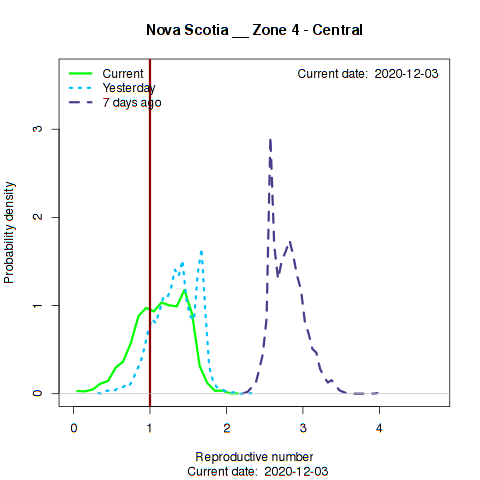 Nova Scotia __ Zone 4 - Central
Current
Yesterday
7 days ago
Current date:  2020-12-03
Probability density
3
2
1
0
0
1
2
3
4
Reproductive number
Current date:  2020-12-03